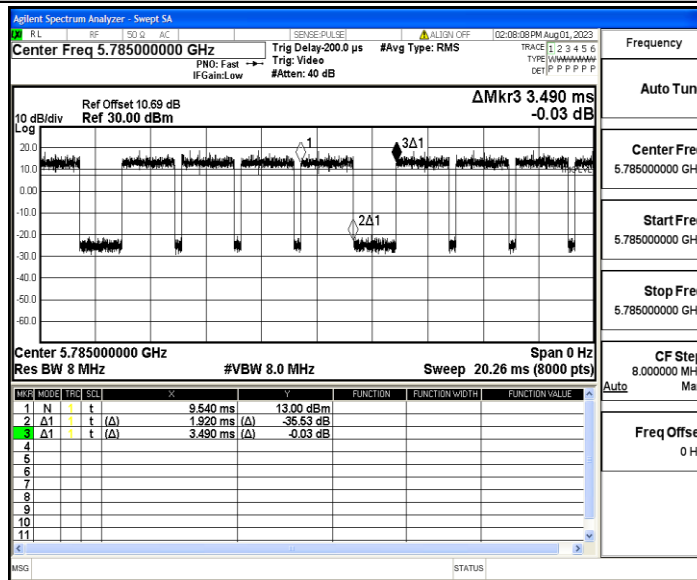 Agilent Spectrum Analyzer - Swept SA
RL RF 50 Ω AC SENSE:PULSE ALIGN OFF 02:08:08 PM Aug 01, 2023
Center Freq 5.785000000 GHz
PNO: Fast
IFGain:Low
Trig Delay-200.0 µs
Trig: Video
#Atten: 40 dB
#Avg Type: RMS
TRACE 1 2 3 4 5 6
TYPE W
DET P P P P P P
ΔMkr3 3.490 ms
-0.03 dB
Ref Offset 10.69 dB
10 dB/div Ref 30.00 dBm
Log
20.0
10.0
0.00
-10.0
-20.0
-30.0
-40.0
-50.0
-60.0
1
3Δ1
2Δ1
Center 5.785000000 GHz Span 0 Hz
Res BW 8 MHz #VBW 8.0 MHz Sweep 20.26 ms (8000 pts)
MKR MODE TRC SCL X Y FUNCTION FUNCTION WIDTH FUNCTION VALUE
1 N t 9.540 ms 13.00 dBm
2 Δ1 t (Δ) 1.920 ms (Δ) -35.53 dB
3 Δ1 t (Δ) 3.490 ms (Δ) -0.03 dB
4
5
6
7
8
9
10
11
MSG STATUS
Frequency
Auto Tun
Center Fre
5.785000000 GH
Start Fre
5.785000000 GH
Stop Fre
5.785000000 GH
CF Step
8.000000 MH
Auto Ma
Freq Offse
0 H